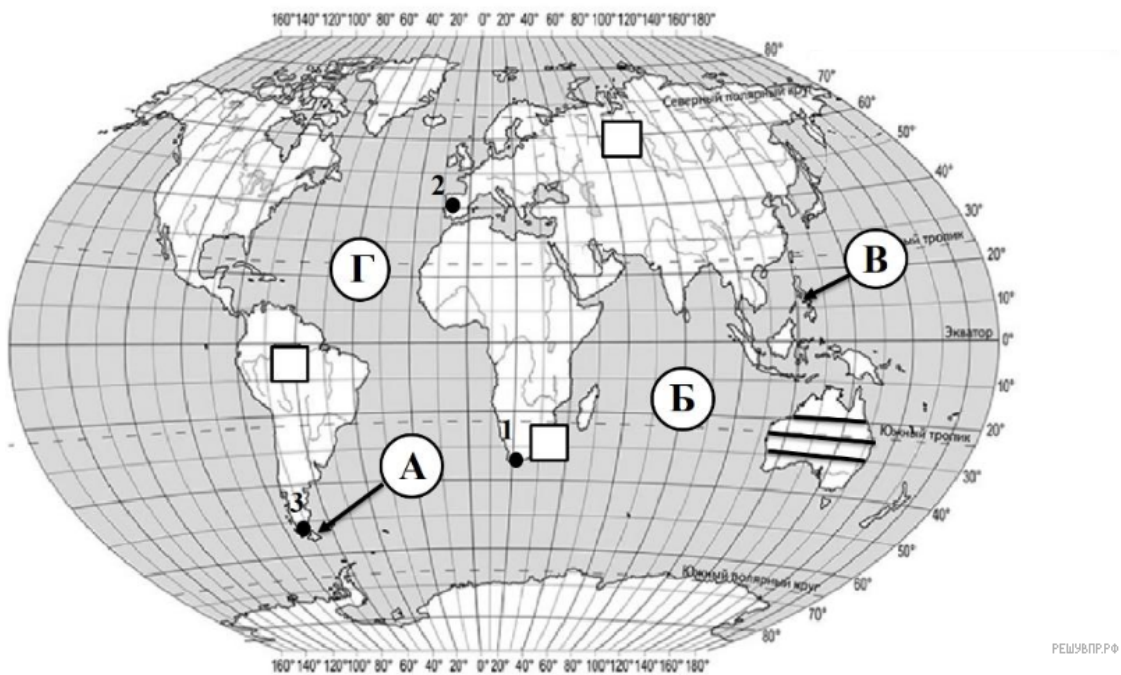 160°140°120°100°80° 60° 40° 20° 0° 20° 40° 60° 80° 100°120°140°160°180°
80°
70°
Северный полярный круг
60°
50°
40°
2
30°
ый тропик
В
Г
20°
10°
Экватор
0°
Б
10°
1
Южный тропик
20°
А
30°
3
40°
50°
Южный полярный круг
60°
70°
80°
160°140°120°100°80° 60° 40° 20° 0° 20° 40° 60° 80°100°120°140°160°180°
РЕШУВПР.РФ